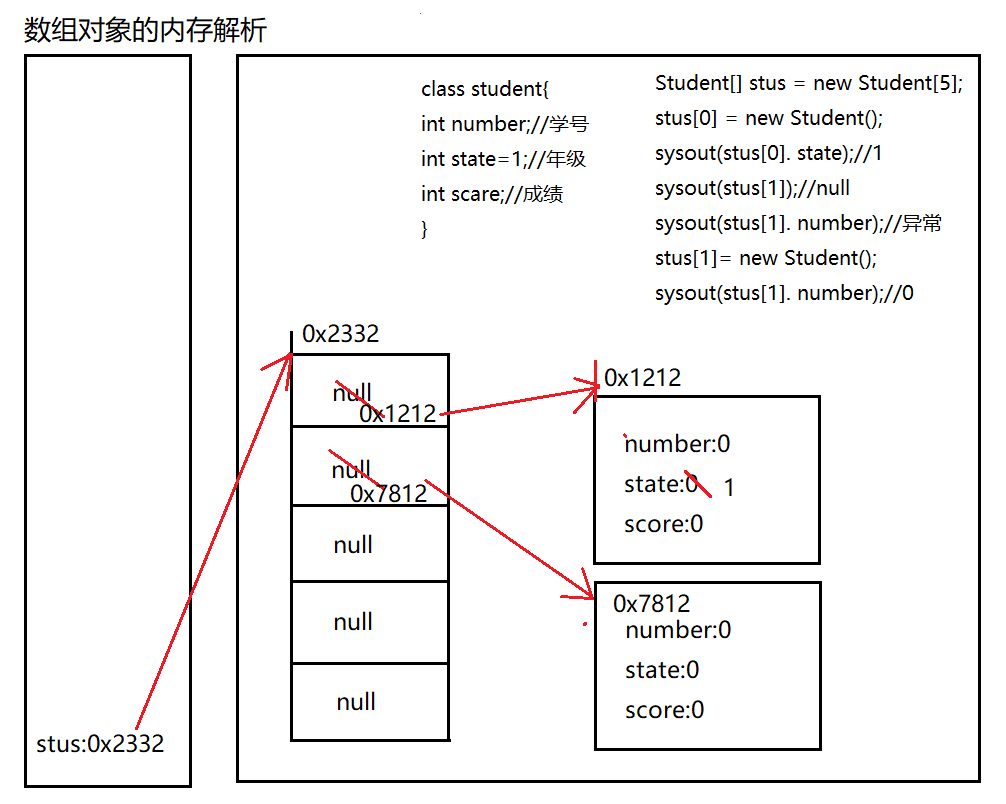 数组对象的内存解析
class student{
int number;//学号
int state=1;//年级
int scare;//成绩
}
Student[] stus = new Student[5];
stus[0] = new Student();
sysout(stus[0]. state);//1
sysout(stus[1]);//null
sysout(stus[1]. number);//异常
stus[1]= new Student();
sysout(stus[1]. number);//0
0x2332
null
0x1212
null
0x7812
null
null
null
0x1212
number:0
state:0 1
score:0
0x7812
number:0
state:0
score:0
stus:0x2332